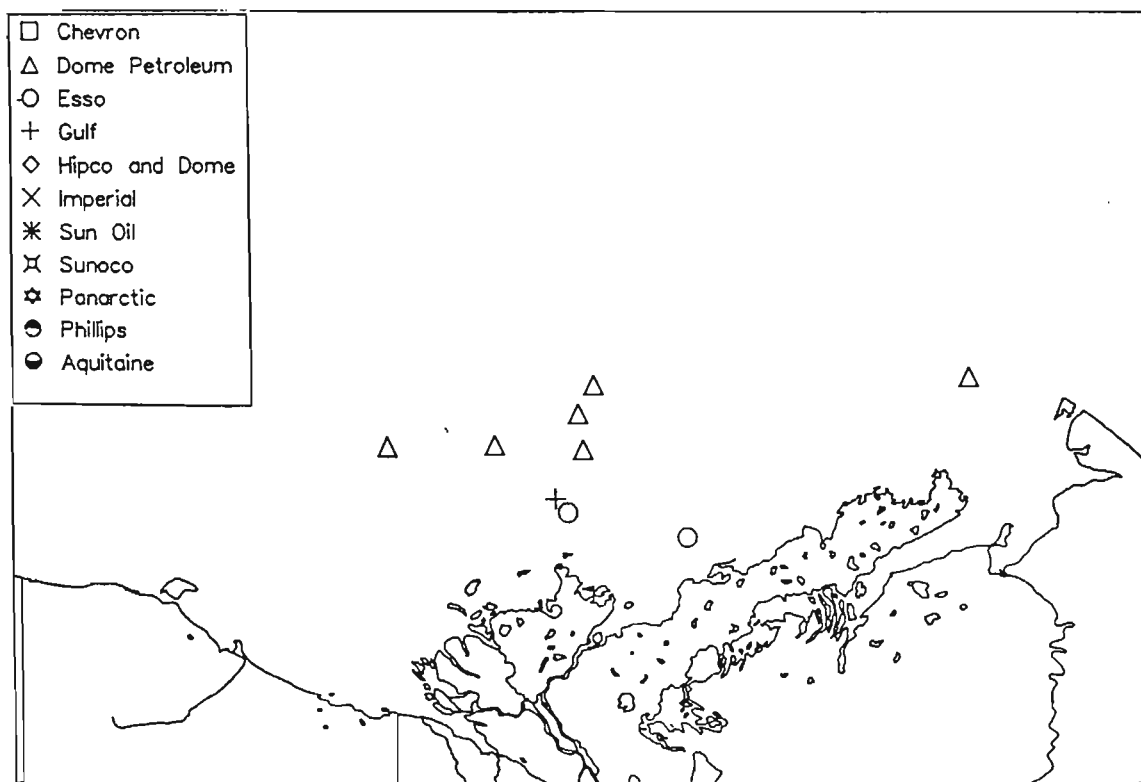 Chevron
Dome Petroleum
Esso
Gulf
Hipco and Dome
Imperial
Sun Oil
Sunoco
Panarctic
Phillips
Aquitaine